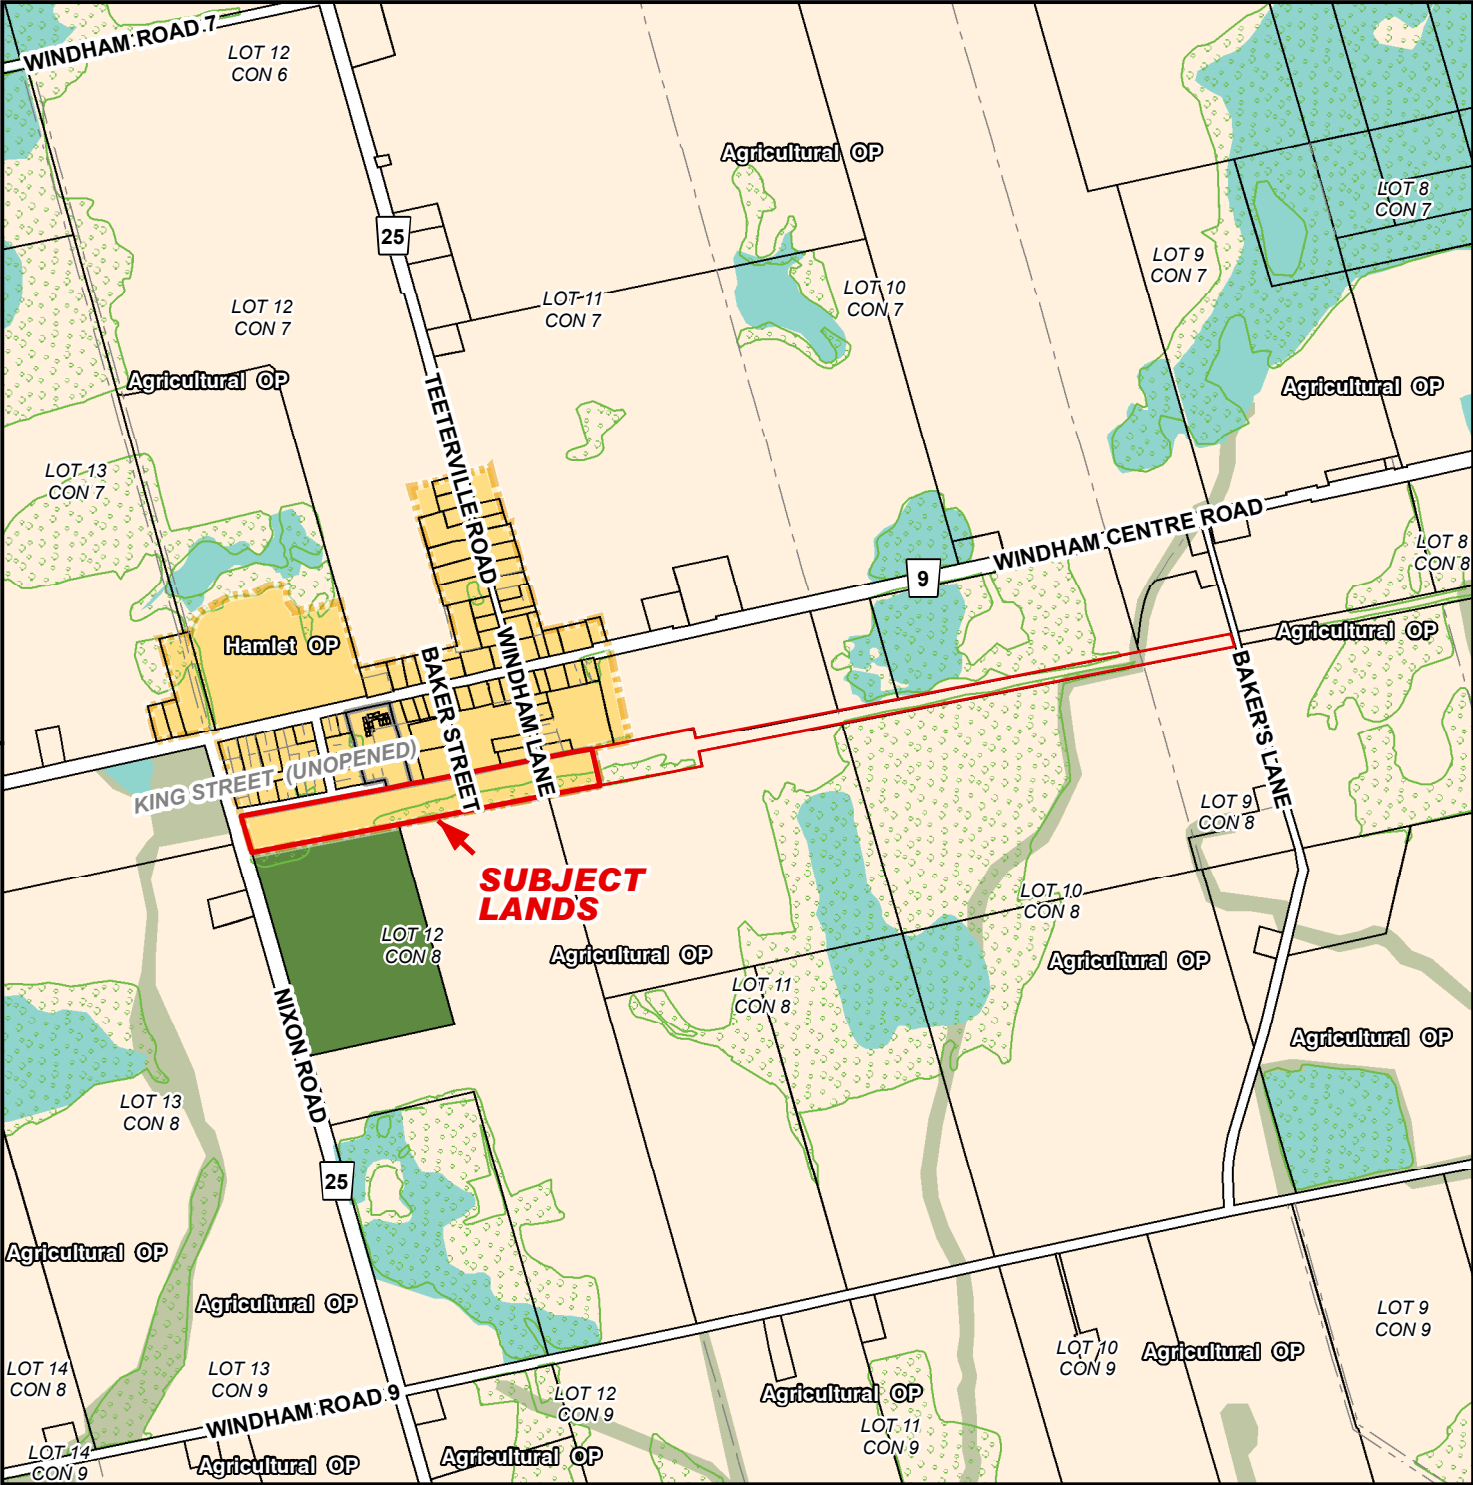 WINDHAM ROAD 7
LOT 12
CON 6
Agricultural OP
LOT 8
CON 7
25
LOT 9
CON 7
LOT 12
CON 7
LOT 11
CON 7
LOT 10
CON 7
Agricultural OP
Agricultural OP
TEETERVILLE ROAD
LOT 13
CON 7
WINDHAM CENTRE ROAD
9
LOT 8
CON 8
Hamlet OP
Agricultural OP
BAKER STREET
WINDHAM LANE
BAKER'S LANE
KING STREET (UNOPENED)
LOT 9
CON 8
SUBJECT
LANDS
LOT 10
CON 8
LOT 12
CON 8
Agricultural OP
Agricultural OP
LOT 11
CON 8
NIXON ROAD
Agricultural OP
LOT 13
CON 8
25
Agricultural OP
Agricultural OP
LOT 9
CON 9
LOT 10
CON 9
Agricultural OP
LOT 14
CON 8
LOT 13
CON 9
WINDHAM ROAD 9
LOT 12
CON 9
Agricultural OP
LOT 11
CON 9
LOT 14
CON 9
Agricultural OP
Agricultural OP